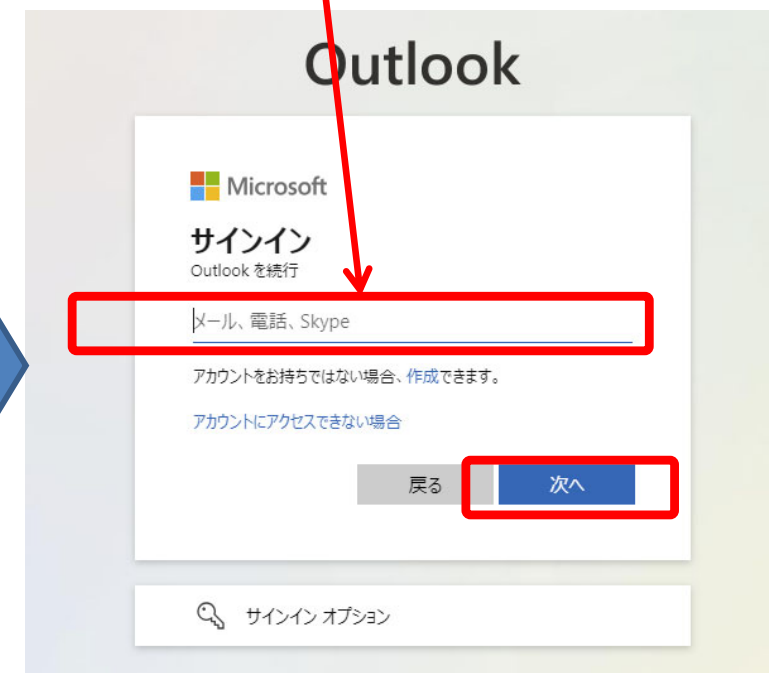 Outlook
Microsoft
サインイン
Outlook を続行
メール、電話、Skype
アカウントをお持ちではない場合、作成できます。
アカウントにアクセスできない場合
戻る 次へ
サインイン オプション